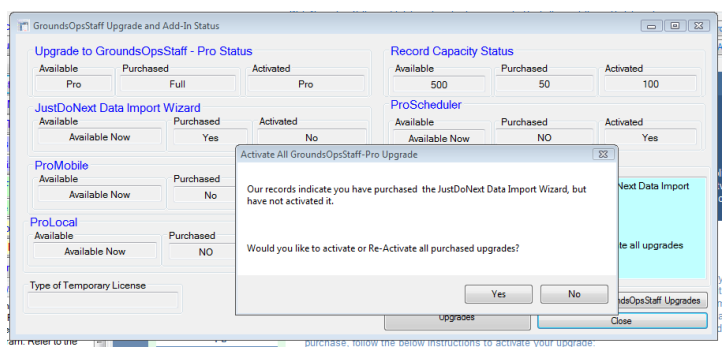 GroundsOpsStaff Upgrade and Add-In Status
Upgrade to GroundsOpsStaff - Pro Status
Available Purchased Activated
Pro Full Pro
Record Capacity Status
Available Purchased Activated
500 50 100
JustDoNext Data Import Wizard
Available Purchased Activated
Available Now Yes No
ProScheduler
Available Purchased Activated
Available Now NO Yes
ProMobile
Available Purchased
Available Now No
ProLocal
Available Purchased
Available Now NO
Type of Temporary License
Activate All GroundsOpsStaff-Pro Upgrade
Our records indicate you have purchased the JustDoNext Data Import Wizard, but
have not activated it.
Would you like to activate or Re-Activate all purchased upgrades?
Yes No
Next Data Import
all upgrades
OpsStaff Upgrades
Upgrades
Close
am. Refer to the
purchase, follow the below instructions to activate your upgrade: